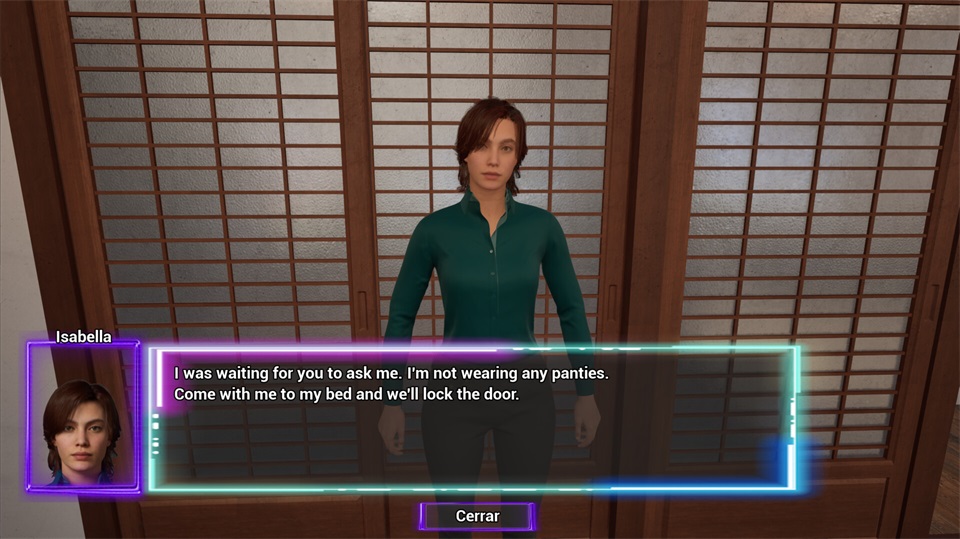 Isabella
I was waiting for you to ask me. I'm not wearing any panties.
Come with me to my bed and we'll lock the door.
Cerrar